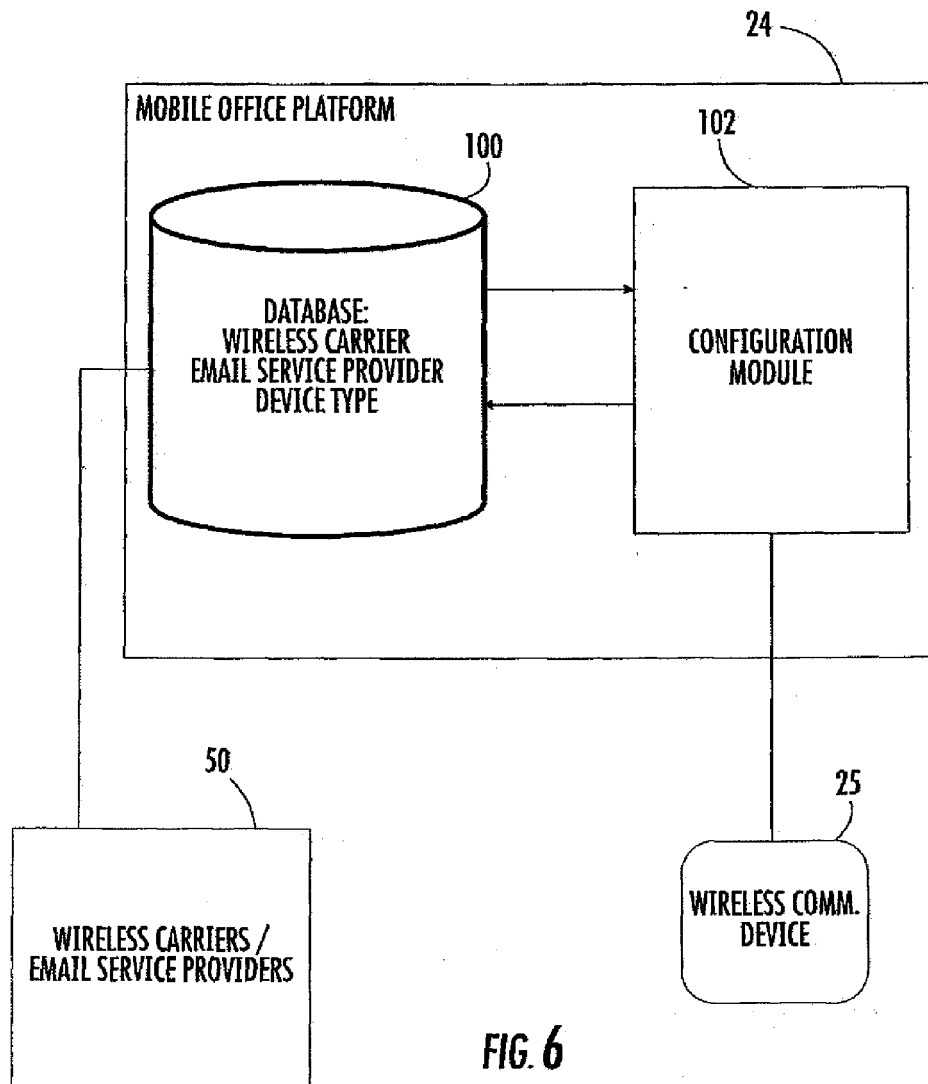 24
MOBILE OFFICE PLATFORM
100
102
DATABASE:
WIRELESS CARRIER
EMAIL SERVICE PROVIDER
DEVICE TYPE
CONFIGURATION
MODULE
50
25
WIRELESS CARRIERS /
EMAIL SERVICE PROVIDERS
WIRELESS COMM.
DEVICE
FIG. 6